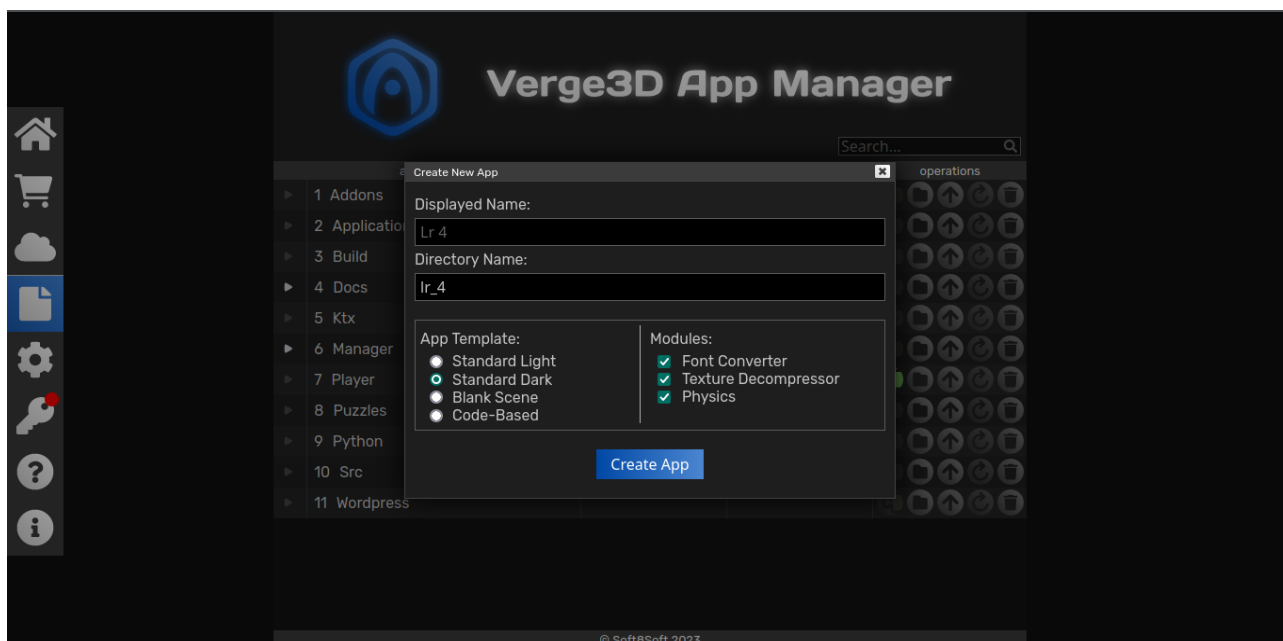 Verge3D App Manager
Search...
operations
Create New App
Displayed Name:
Lr 4
Directory Name:
lr_4
App Template:
Standard Light
Standard Dark
Blank Scene
Code-Based
Modules:
Font Converter
Texture Decompressor
Physics
Create App
1 Addons
2 Applicatio
3 Build
4 Docs
5 Ktx
6 Manager
7 Player
8 Puzzles
9 Python
10 Src
11 Wordpress
© Soft8Soft 2023